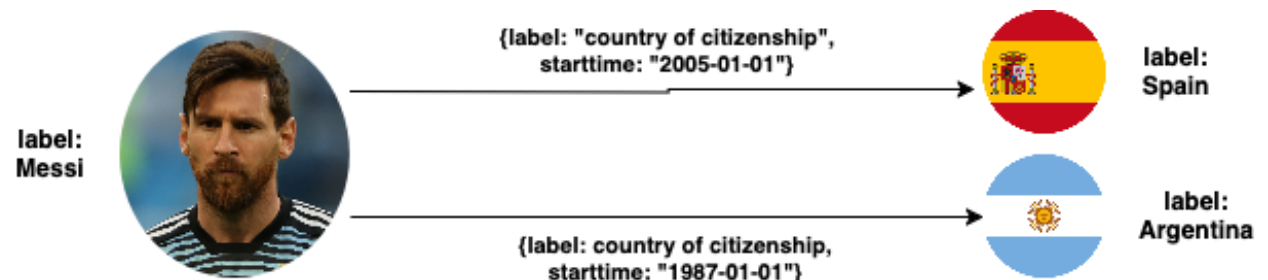 {label: "country of citizenship",
starttime: "2005-01-01"}
label:
Spain
label:
Messi
label:
Argentina
{label: country of citizenship,
starttime: "1987-01-01"}